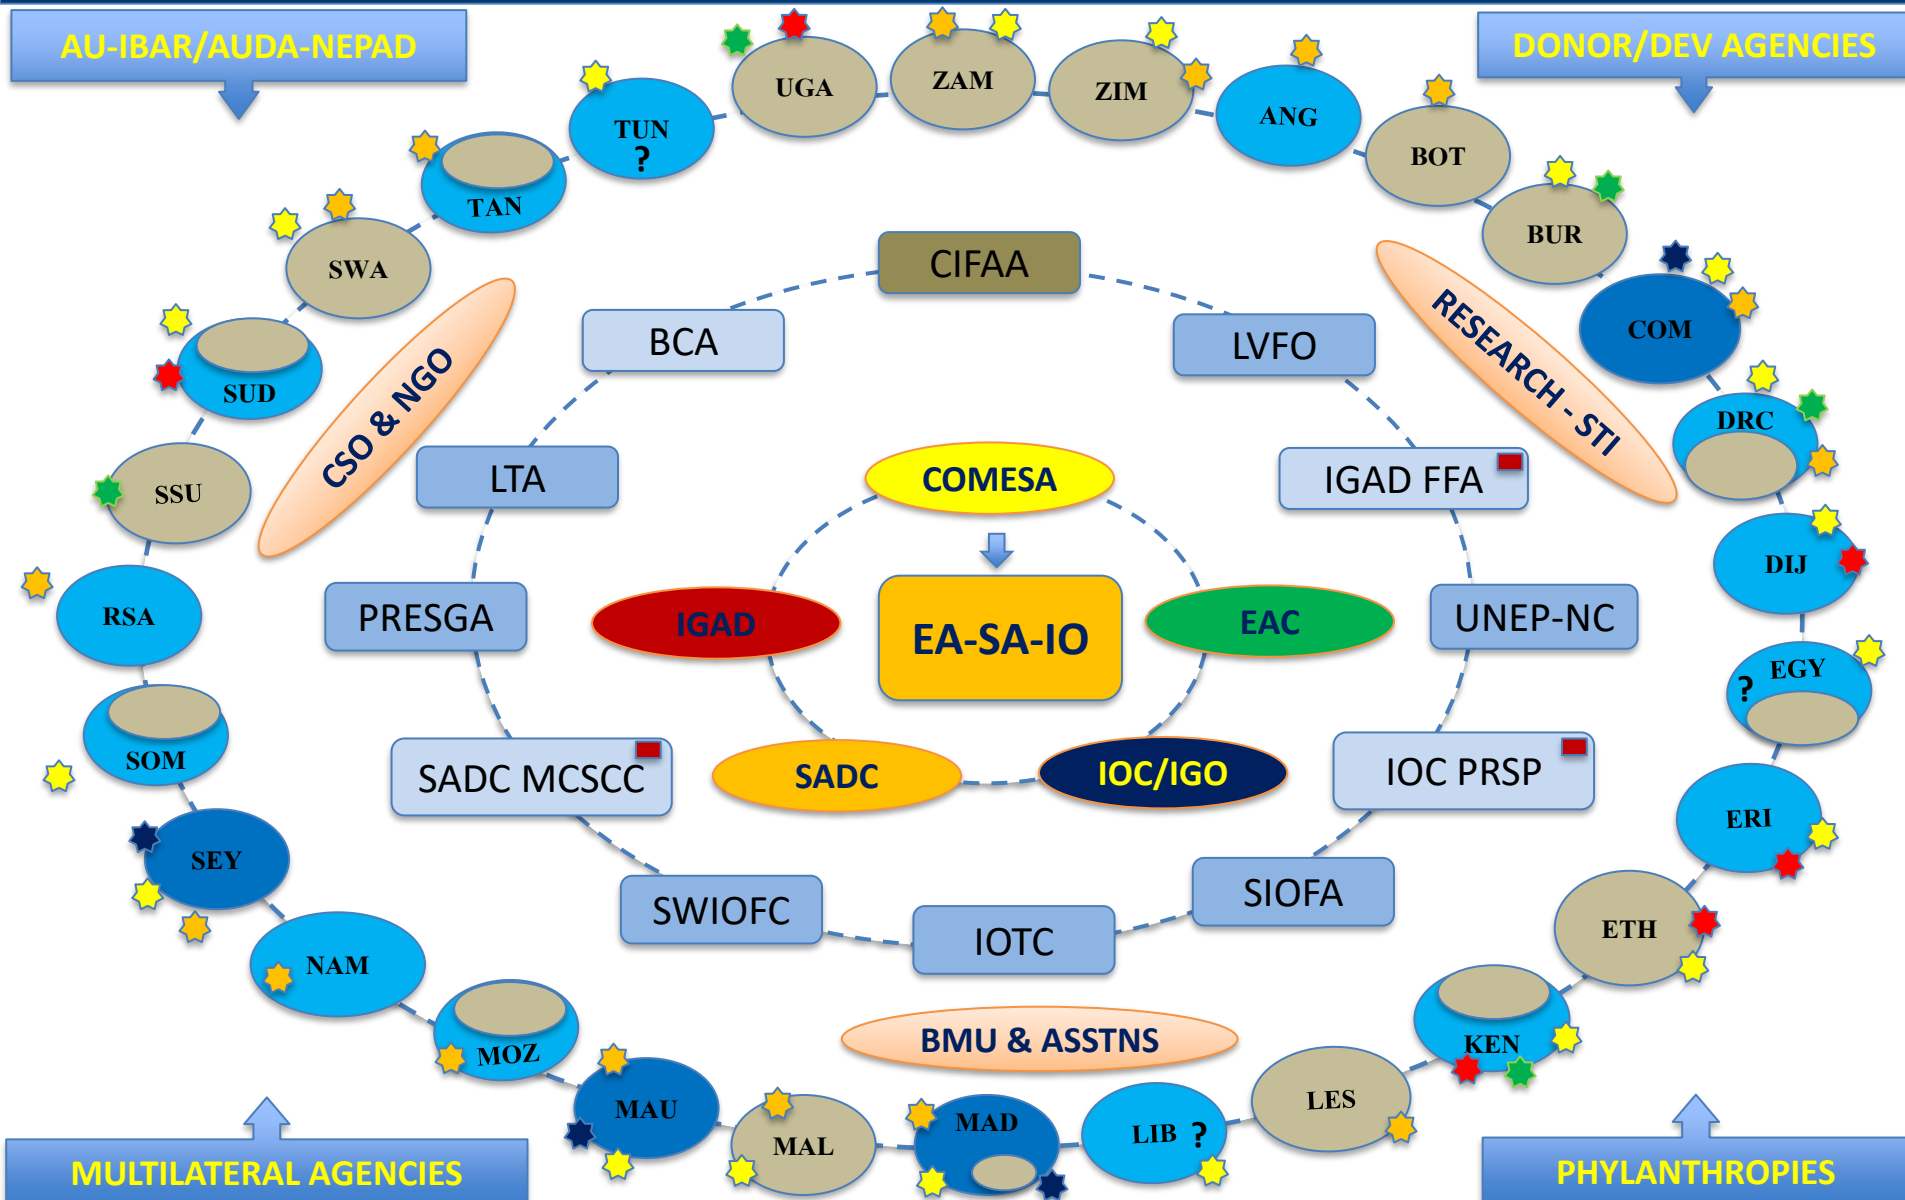 AU-IBAR/AUDA-NEPAD
DONOR/DEV AGENCIES
UGA
ZAM
ZIM
ANG
TUN
?
BOT
TAN
BUR
SWA
COM
SUD
DRC
SSU
DIJ
RSA
EGY
?
SOM
ERI
SEY
ETH
NAM
KEN
MOZ
LES
MAU
MAL
MAD
LIB ?
CSO & NGO
RESEARCH - STI
BMU & ASSTNS
CIFAA
BCA
LVFO
LTA
IGAD FFA
PRESGA
UNEP-NC
SADC MCSCC
IOC PRSP
SWIOFC
IOTC
SIOFA
COMESA
IGAD
EA-SA-IO
EAC
SADC
IOC/IGO
MULTILATERAL AGENCIES
PHYLANTHROPIES